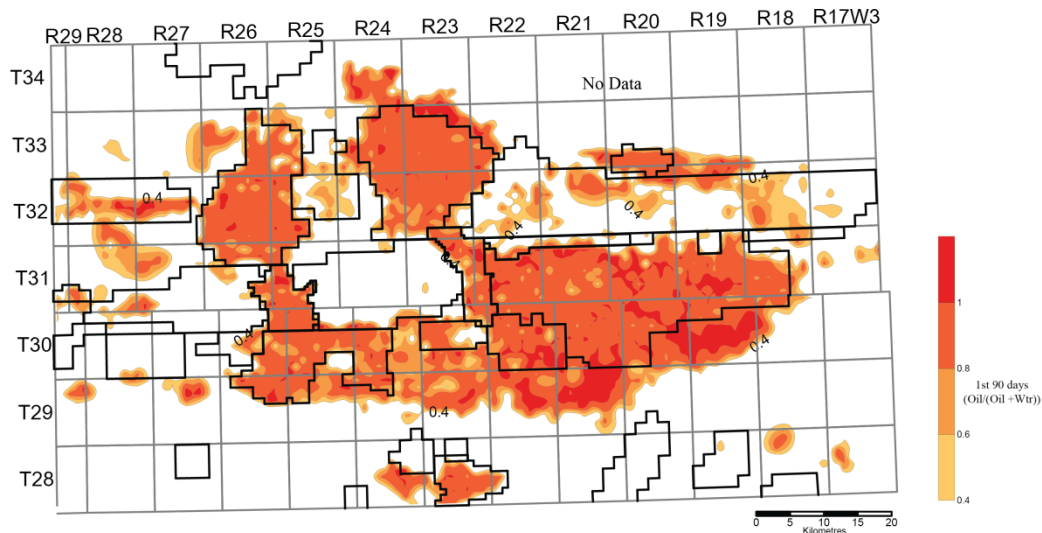 R29 R28 R27 R26 R25 R24 R23 R22 R21 R20 R19 R18 R17W3
T34
No Data
T33
0.4
0.4
T32
0.4
0.4
0.4
T31
1
T30
0.4
0.4
0.8
1st 90 days
(Oil/(Oil +Wtr))
T29
0.4
0.6
T28
0.4
0 5 10 15 20
Kilometres